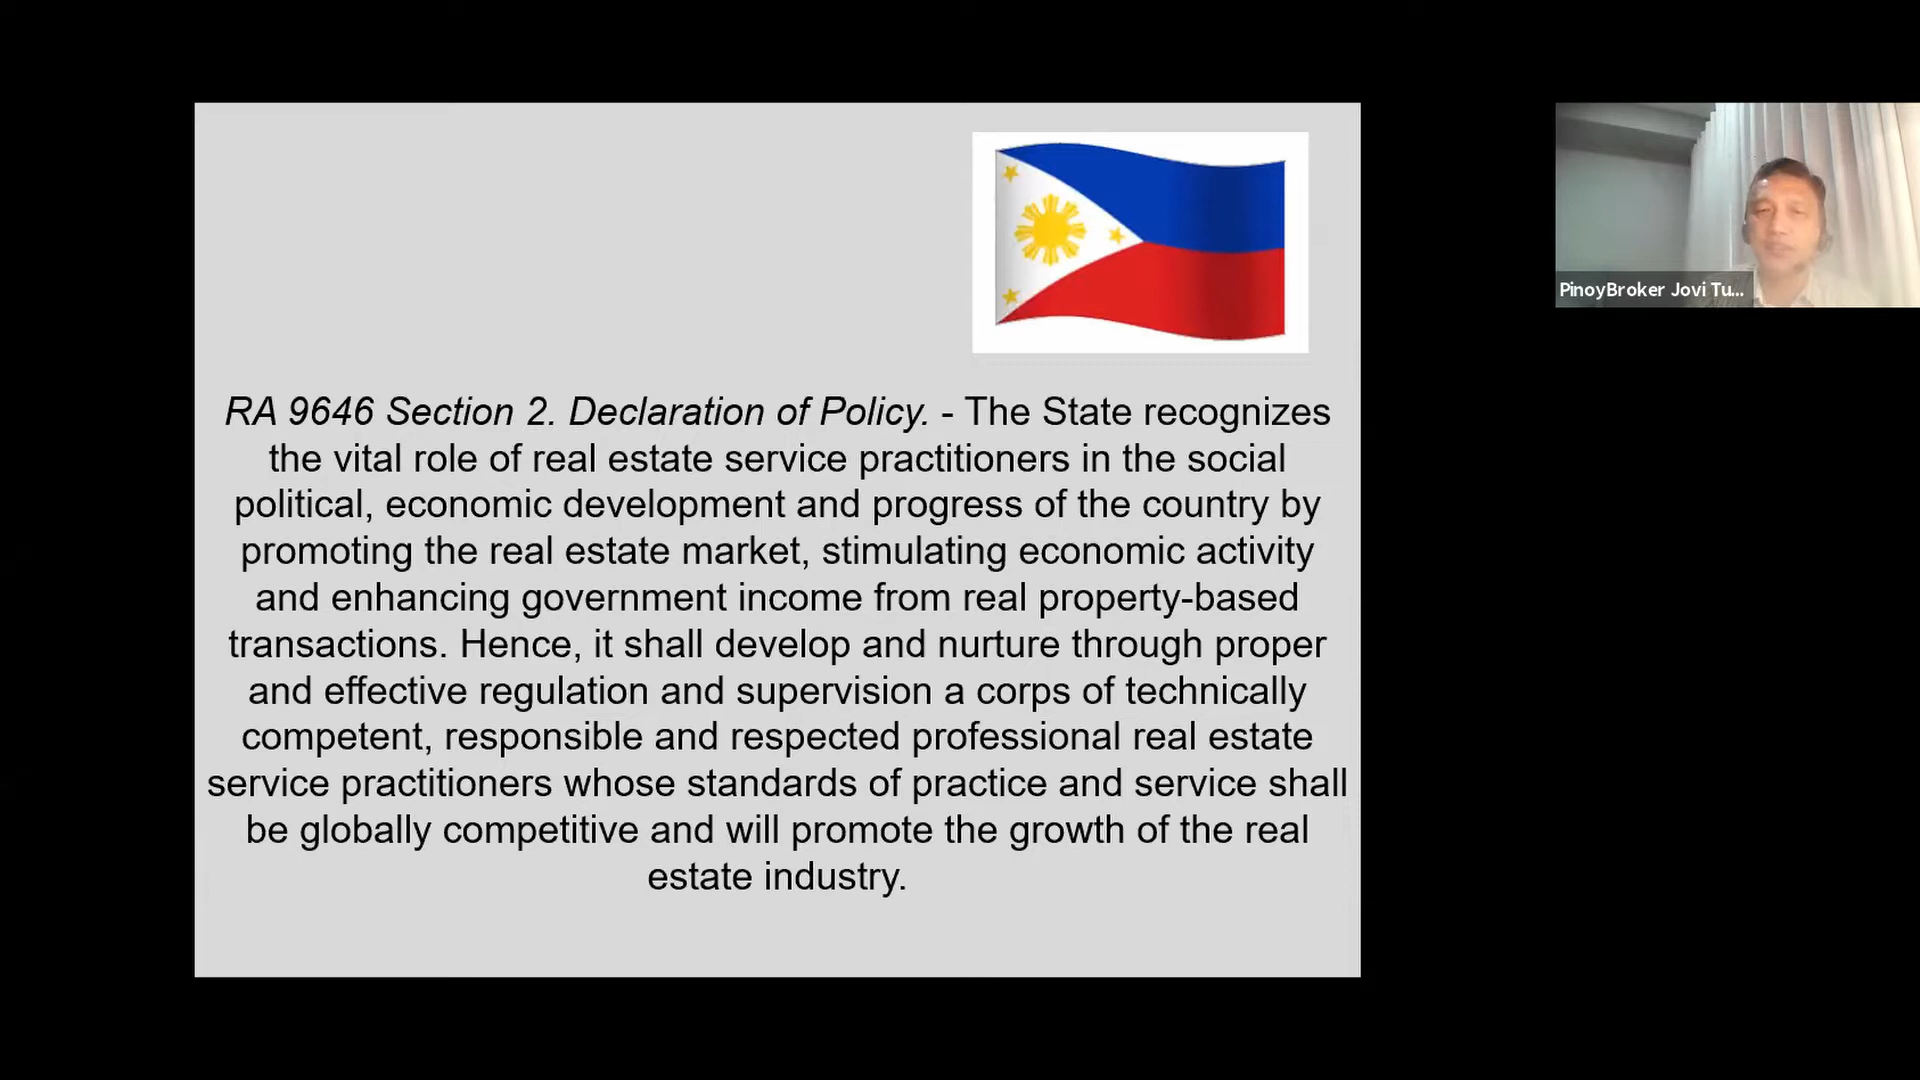 RA 9646 Section 2. Declaration of Policy. - The State recognizes
the vital role of real estate service practitioners in the social
political, economic development and progress of the country by
promoting the real estate market, stimulating economic activity
and enhancing government income from real property-based
transactions. Hence, it shall develop and nurture through proper
and effective regulation and supervision a corps of technically
competent, responsible and respected professional real estate
service practitioners whose standards of practice and service shall
be globally competitive and will promote the growth of the real
estate industry.
PinoyBroker Jovi Tu...